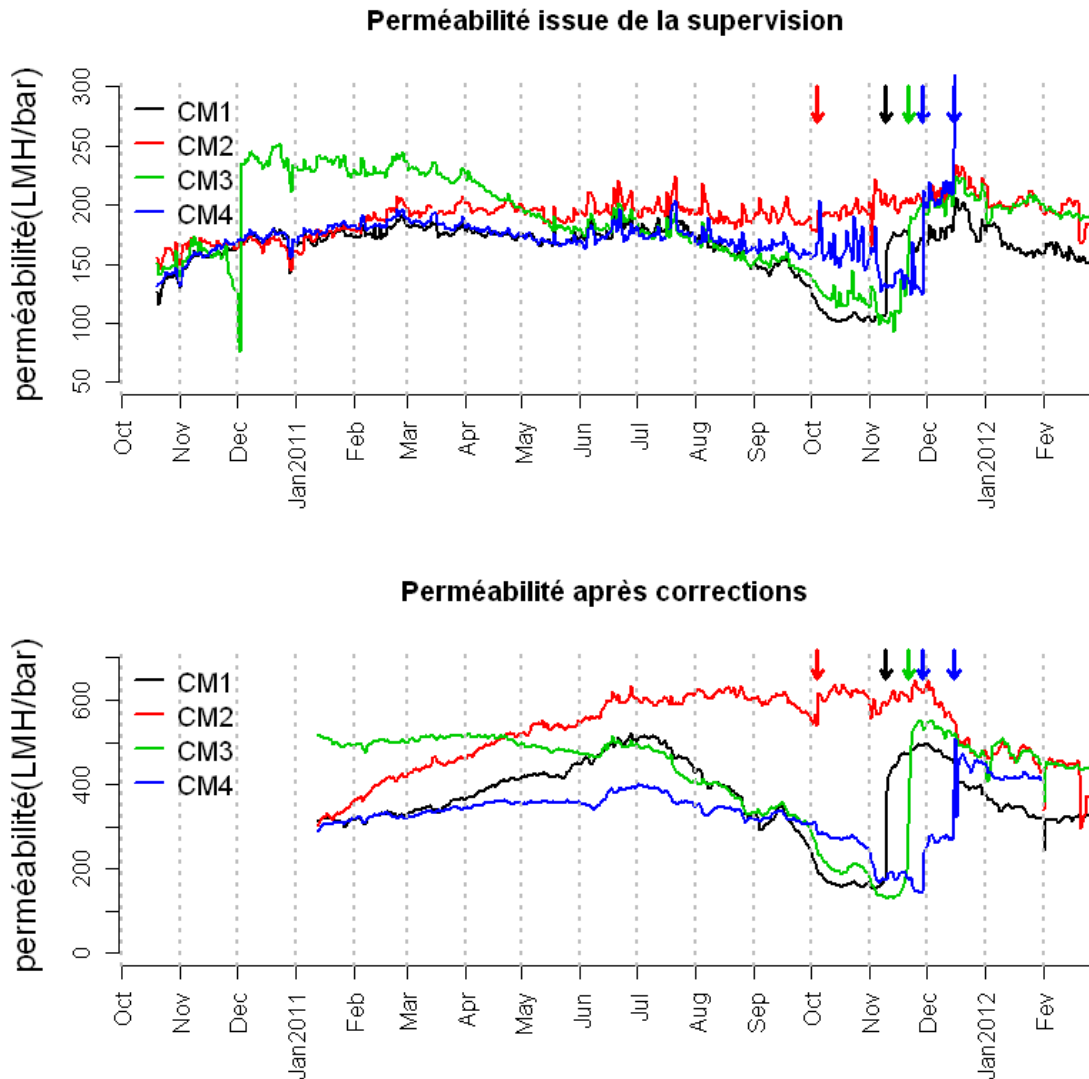 Perméabilité issue de la supervision
perméabilité(LMH/bar)
300
250
200
150
100
50
CM1
CM2
CM3
CM4
Oct
Nov
Dec
Jan2011
Feb
Mar
Apr
May
Jun
Jul
Aug
Sep
Oct
Nov
Dec
Jan2012
Fev
Perméabilité après corrections
perméabilité(LMH/bar)
600
400
200
0
CM1
CM2
CM3
CM4
Oct
Nov
Dec
Jan2011
Feb
Mar
Apr
May
Jun
Jul
Aug
Sep
Oct
Nov
Dec
Jan2012
Fev